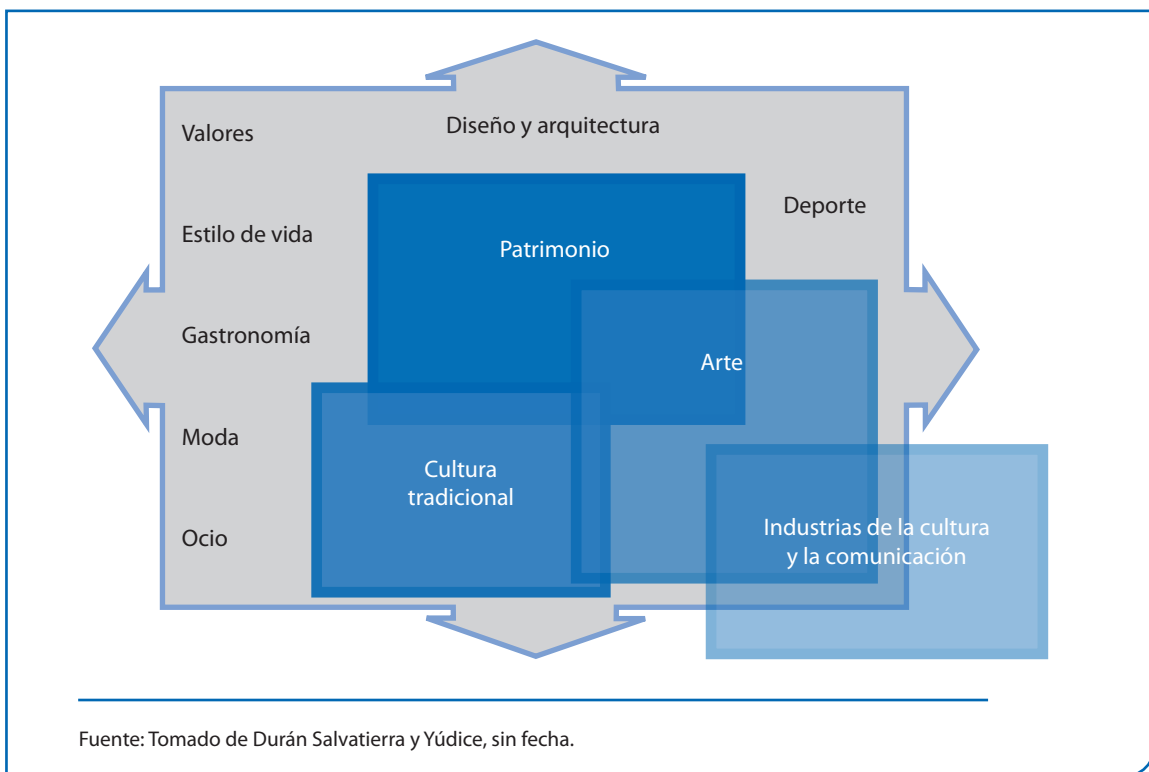 Valores
Diseño y arquitectura
Deporte
Estilo de vida
Patrimonio
Gastronomía
Arte
Moda
Cultura
tradicional
Ocio
Industrias de la cultura
y la comunicación
Fuente: Tomado de Durán Salvatierra y Yúdice, sin fecha.